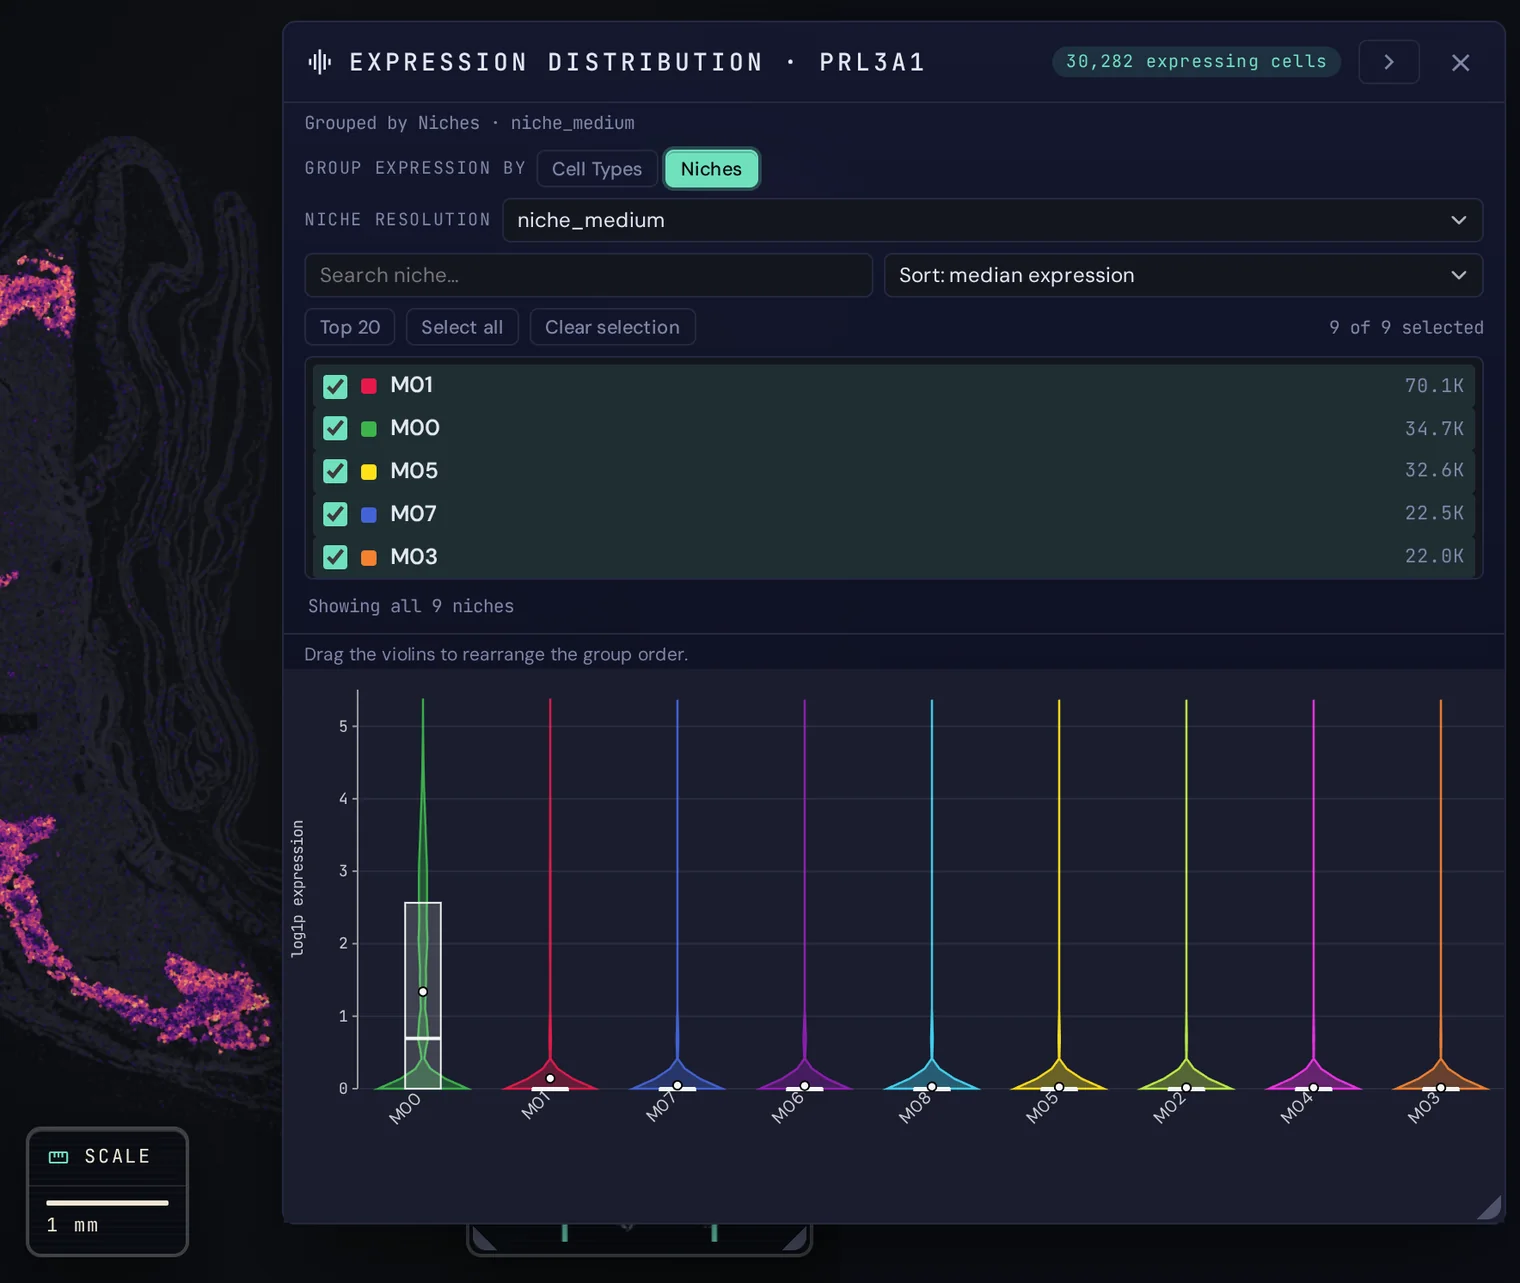 EXPRESSION DISTRIBUTION · PRL3A1
30,282 expressing cells
Grouped by Niches · niche_medium
GROUP EXPRESSION BY
Cell Types
Niches
NICHE RESOLUTION
niche_medium
Search niche...
Sort: median expression
Top 20
Select all
Clear selection
9 of 9 selected
M01 70.1K
M00 34.7K
M05 32.6K
M07 22.5K
M03 22.0K
Showing all 9 niches
Drag the violins to rearrange the group order.
log1p expression
5
4
3
2
1
0
M00 M01 M07 M06 M08 M05 M02 M04 M03
SCALE
1 mm